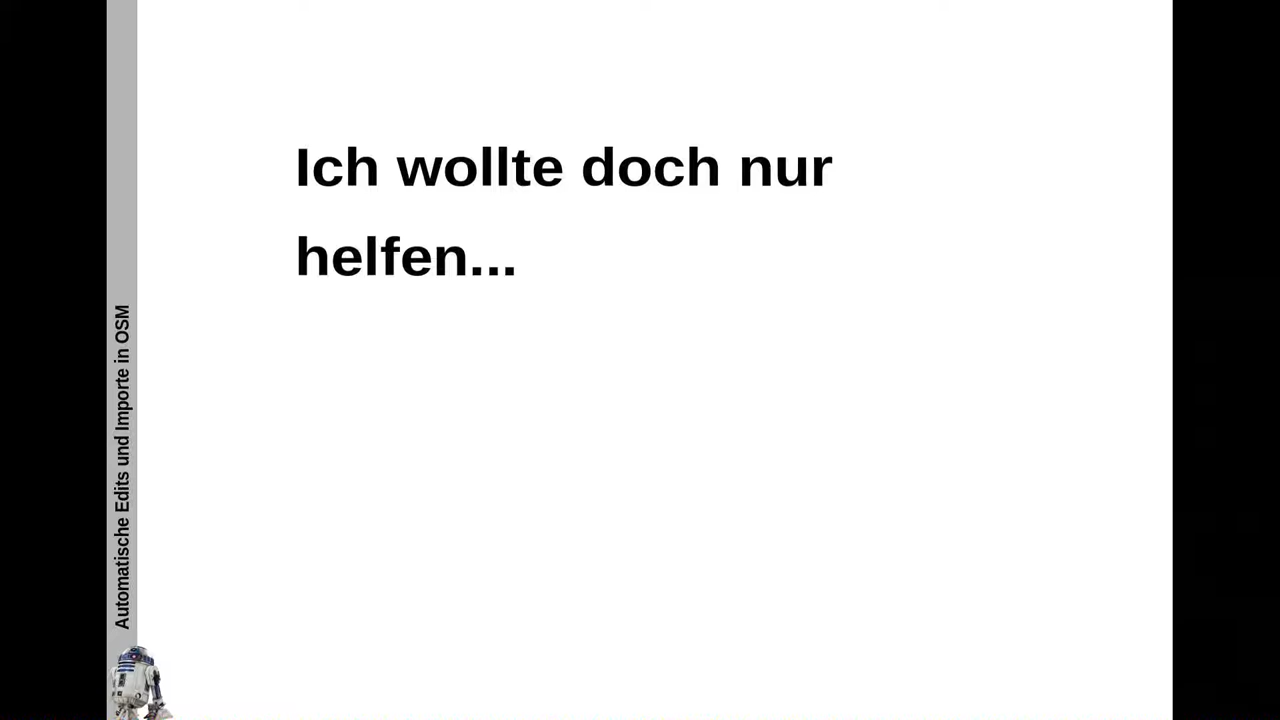 Ich wollte doch nur
helfen...
Automatische Edits und Importe in OSM